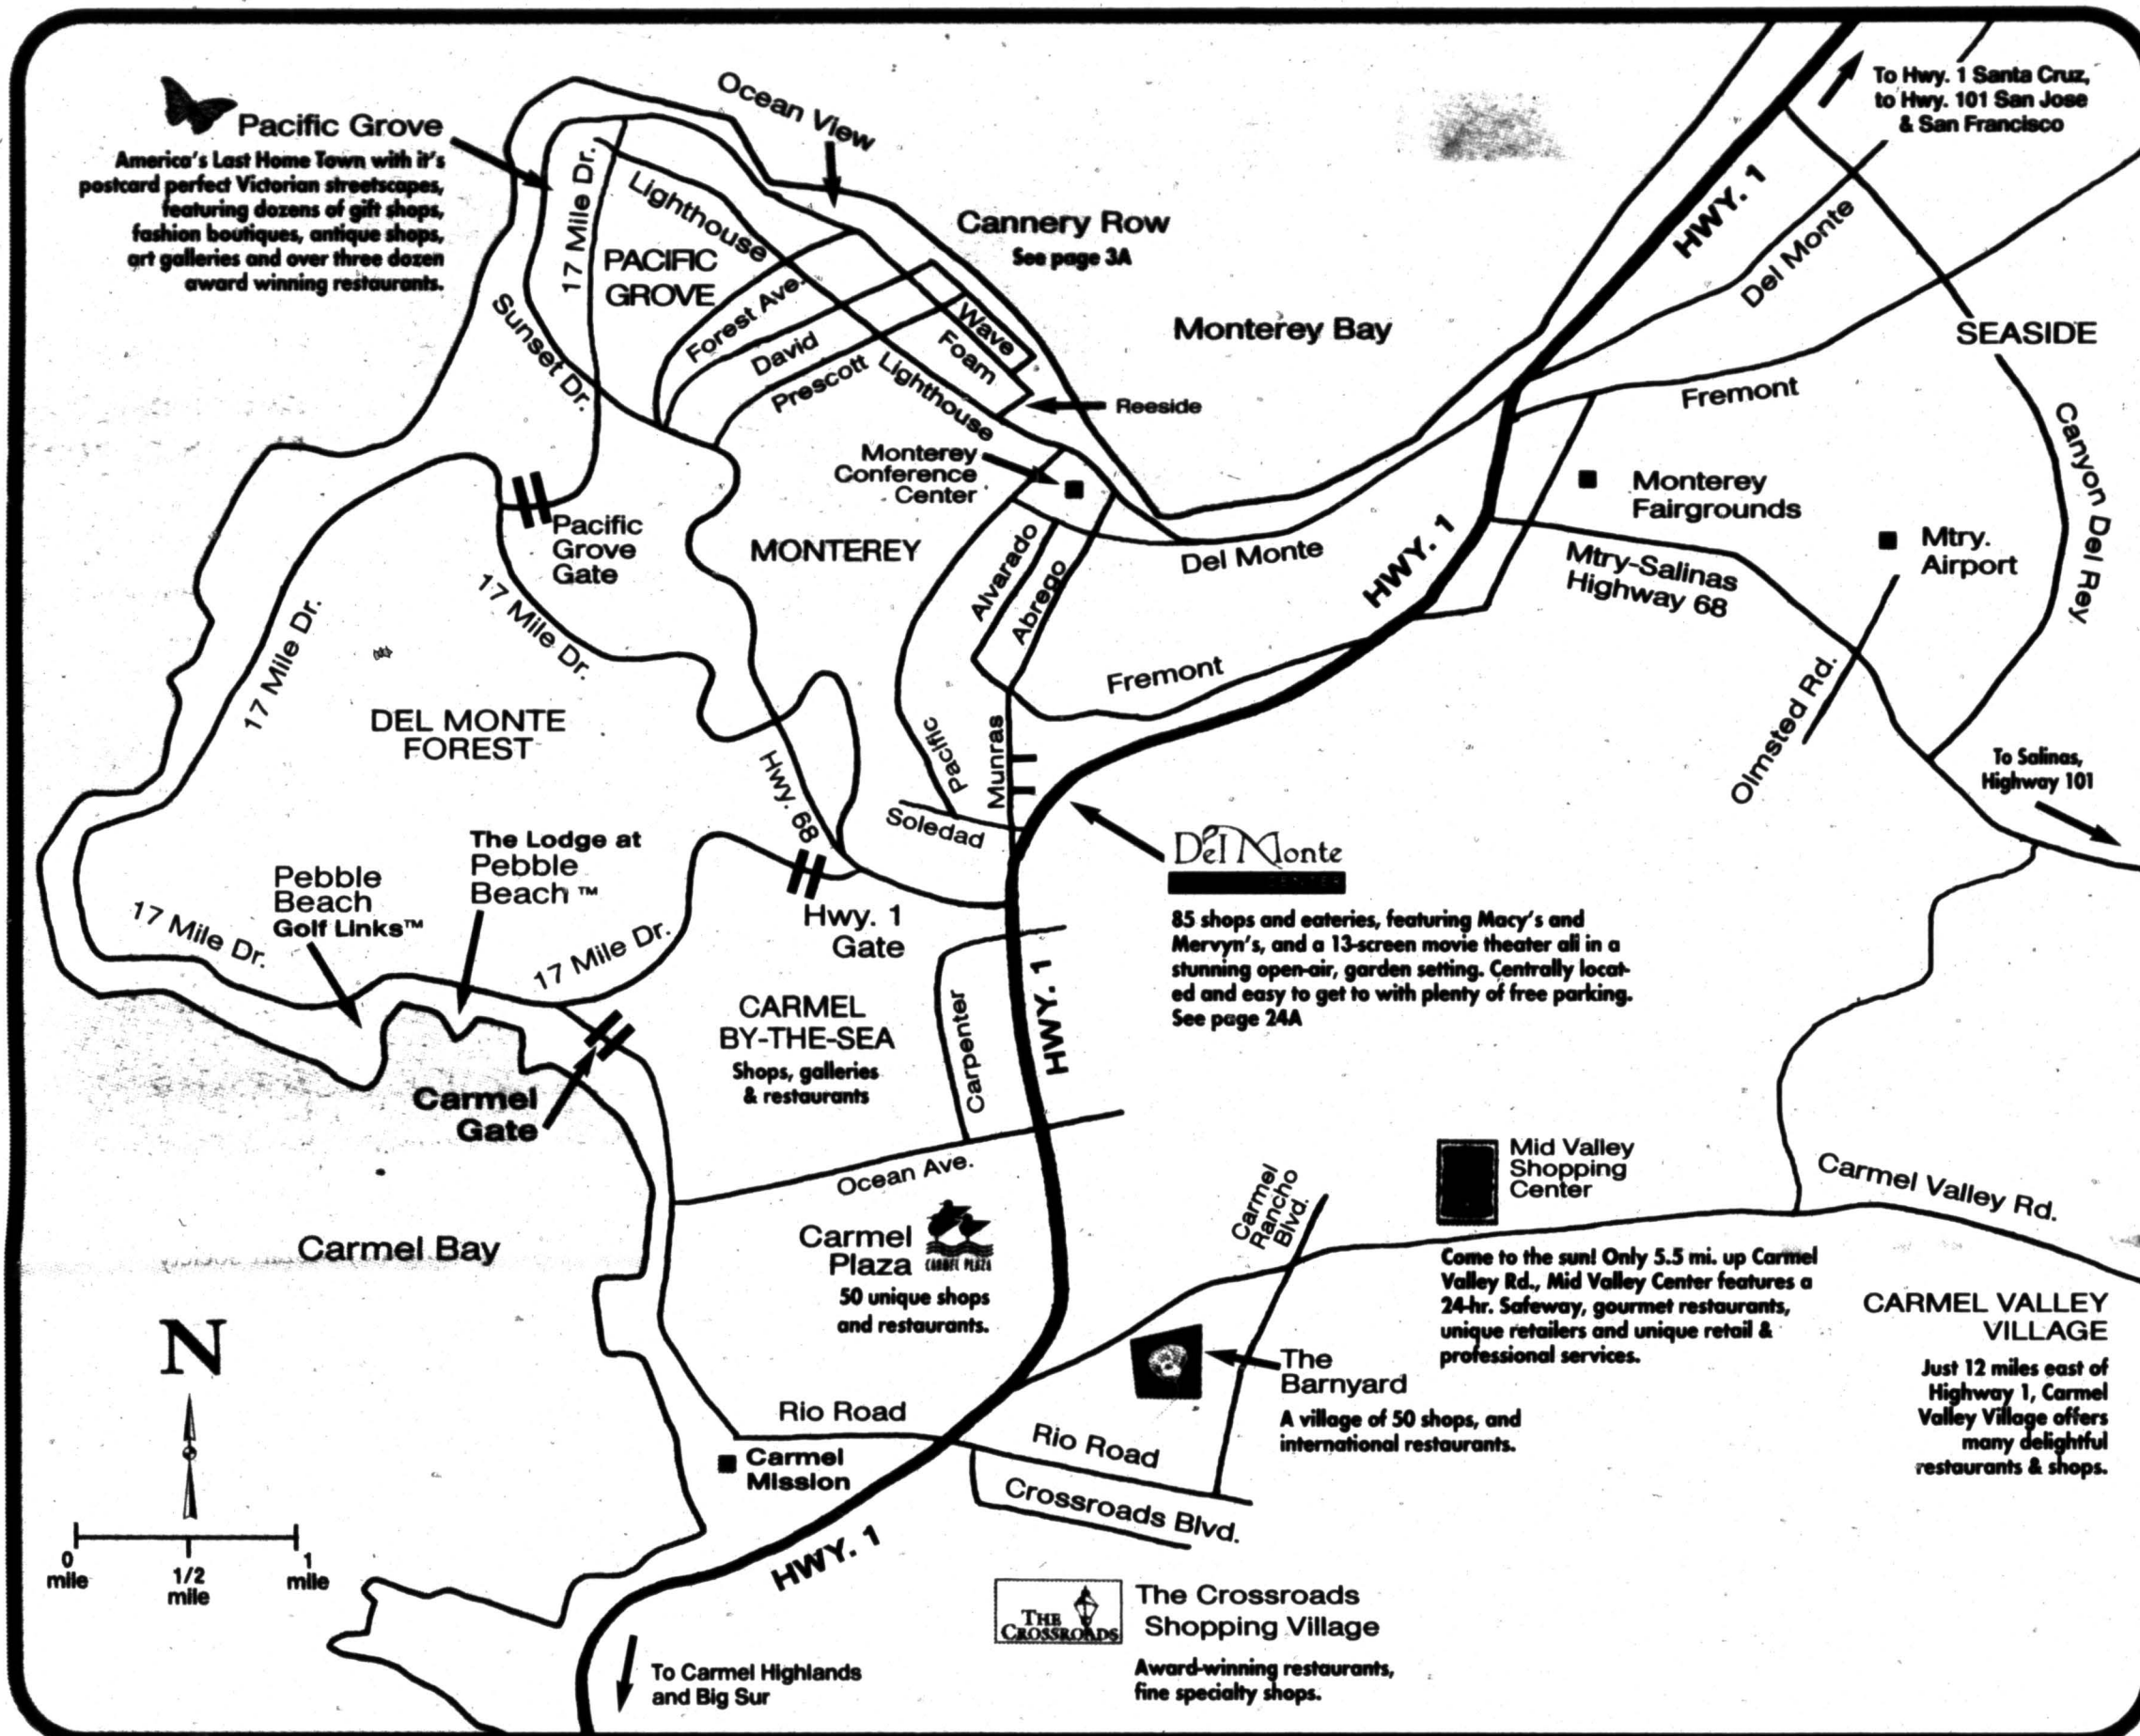 Ocean View
To Hwy. 1 Santa Cruz,
to Hwy. 101 San Jose
& San Francisco
Pacific Grove
America's Last Home Town with it's
postcard perfect Victorian streetscapes,
featuring dozens of gift shops,
fashion boutiques, antique shops,
art galleries and over three dozen
award winning restaurants.
17 Mile Dr.
Lighthouse
PACIFIC
GROVE
Cannery Row
See page 3A
HWY. 1
Del Monte
Sunset Dr.
Forest Ave.
David
Prescott
Wave
Foam
Lighthouse
Reeside
Monterey Bay
SEASIDE
Fremont
Canyon Del Rey
Monterey
Conference
Center
Monterey
Fairgrounds
Mtry.
Airport
Pacific
Grove
Gate
MONTEREY
Alvarado
Abrego
Del Monte
HWY. 1
Mtry-Salinas
Highway 68
17 Mile Dr.
17 Mile Dr.
DEL MONTE
FOREST
Fremont
Pacific
Munras
Hwy. 68
Soledad
Olmsted Rd.
To Salinas,
Highway 101
The Lodge at
Pebble
Beach ™
Pebble
Beach
Golf Links™
17 Mile Dr.
17 Mile Dr.
Hwy. 1
Gate
Del Monte
85 shops and eateries, featuring Macy's and
Mervyn's, and a 13-screen movie theater all in a
stunning open-air, garden setting. Centrally locat-
ed and easy to get to with plenty of free parking.
See page 24A
CARMEL
BY-THE-SEA
Shops, galleries
& restaurants
Carpenter
HWY. 1
Carmel
Gate
Ocean Ave.
Carmel Bay
Carmel
Plaza
CARMEL PLAZA
50 unique shops
and restaurants.
Carmel
Rancho
Blvd.
Mid Valley
Shopping
Center
Carmel Valley Rd.
Come to the sun! Only 5.5 mi. up Carmel
Valley Rd., Mid Valley Center features a
24-hr. Safeway, gourmet restaurants,
unique retailers and unique retail &
professional services.
CARMEL VALLEY
VILLAGE
Just 12 miles east of
Highway 1, Carmel
Valley Village offers
many delightful
restaurants & shops.
The
Barnyard
A village of 50 shops, and
international restaurants.
N
Rio Road
Carmel
Mission
Rio Road
Crossroads Blvd.
HWY. 1
0
mile
1/2
mile
1
mile
THE
CROSSROADS
The Crossroads
Shopping Village
Award-winning restaurants,
fine specialty shops.
To Carmel Highlands
and Big Sur